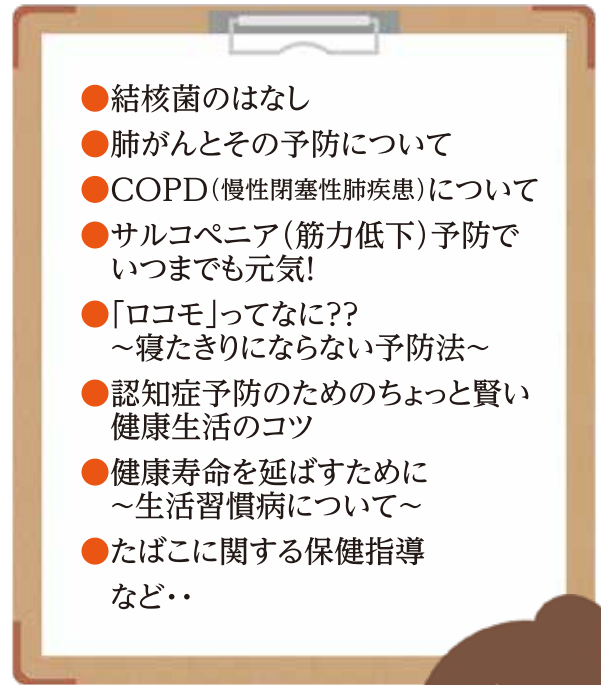 ●結核菌のはなし
●肺がんとその予防について
●COPD(慢性閉塞性肺疾患)について
●サルコペニア(筋力低下)予防で
いつまでも元気!
●「ロコモ」ってなに??
~寝たきりにならない予防法~
●認知症予防のためのちょっと賢い
健康生活のコツ
●健康寿命を延ばすために
~生活習慣病について~
●たばこに関する保健指導
など・・